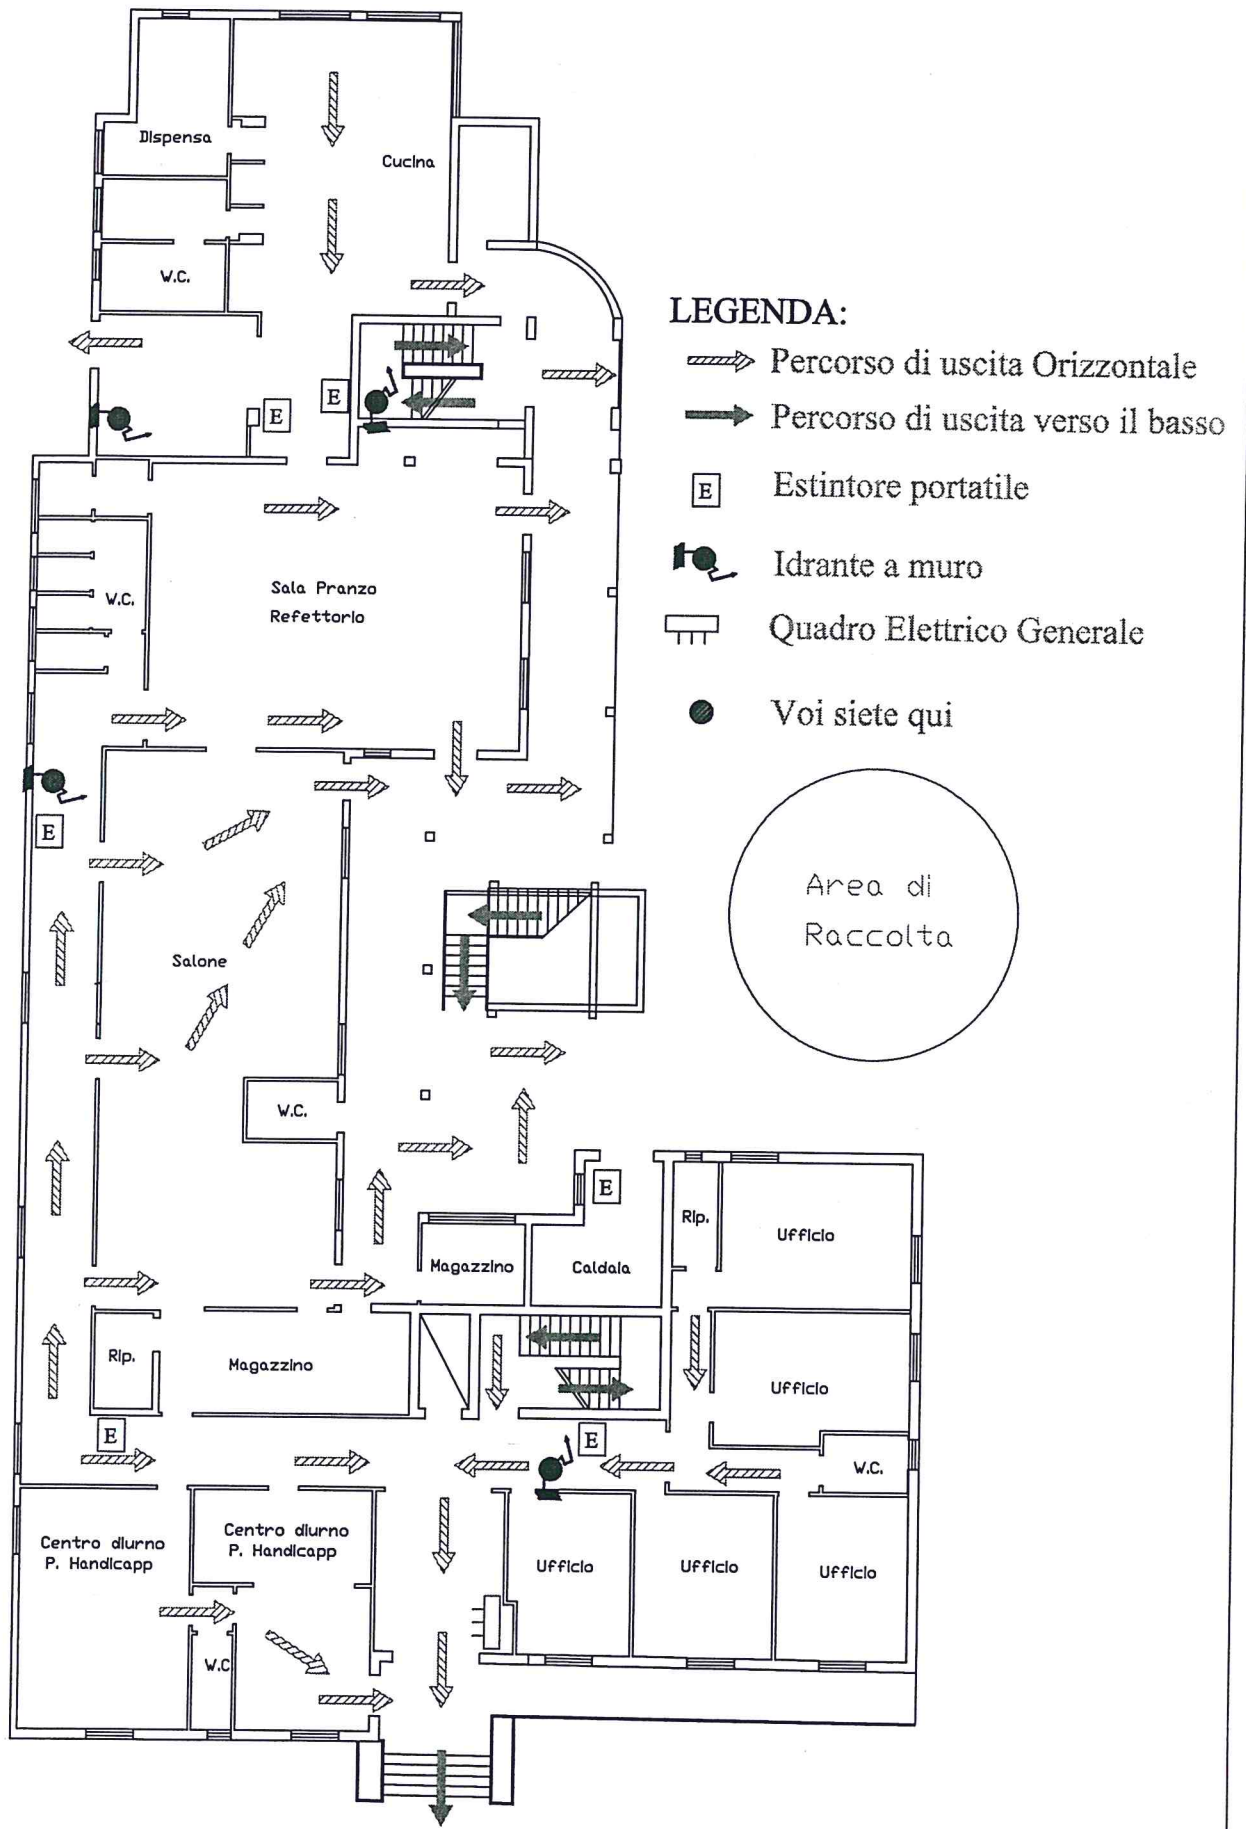 Dispensa
Cucina
W.C.
LEGENDA:
Percorso di uscita Orizzontale
Percorso di uscita verso il basso
E
E
E
Estintore portatile
Idrante a muro
Sala Pranzo
Refettorio
W.C.
Quadro Elettrico Generale
Voi siete qui
E
Area di
Raccolta
Salone
W.C.
E
Rip.
Ufficio
Magazzino
Caldaia
Rip.
Magazzino
Ufficio
E
E
W.C.
Centro diurno
P. Handicapp
Centro diurno
P. Handicapp
Ufficio
Ufficio
Ufficio
W.C